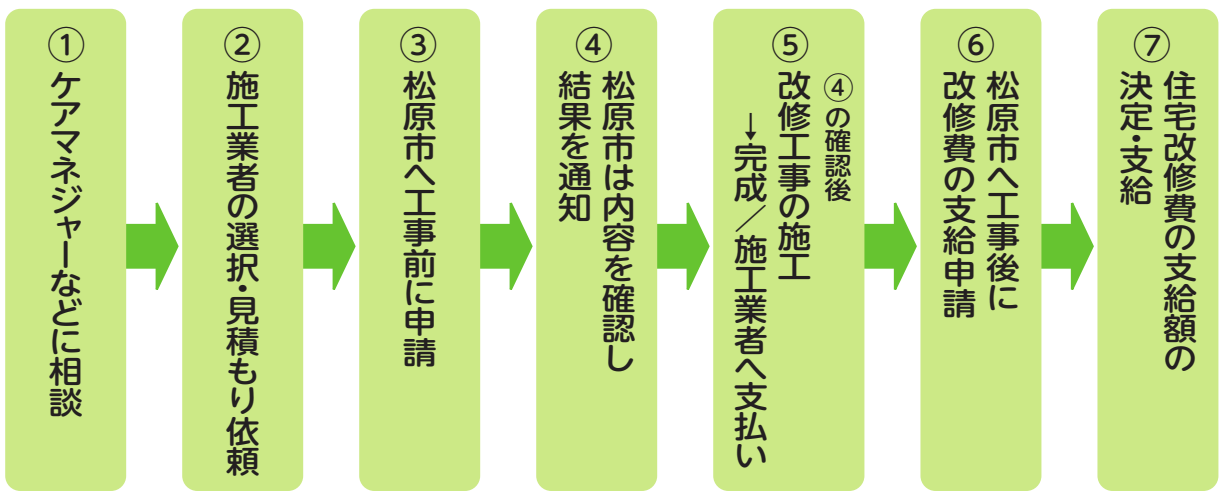 ①
ケアマネジャーなどに相談
②
施工業者の選択・見積もり依頼
③
松原市へ工事前に申請
④
松原市は内容を確認し
結果を通知
⑤
④の確認後
改修工事の施工
→完成／施工業者へ支払い
⑥
松原市へ工事後に
改修費の支給申請
⑦
住宅改修費の支給額の
決定・支給